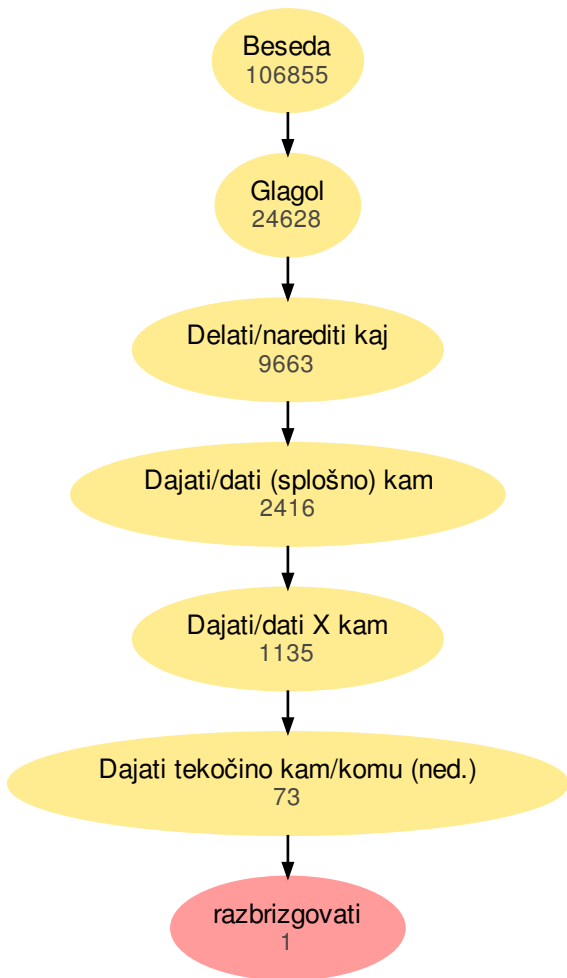 Beseda
106855
Glagol
24628
Delati/narediti kaj
9663
Dajati/dati (splošno) kam
2416
Dajati/dati X kam
1135
Dajati tekočino kam/komu (ned.)
73
razbrizgovati
1